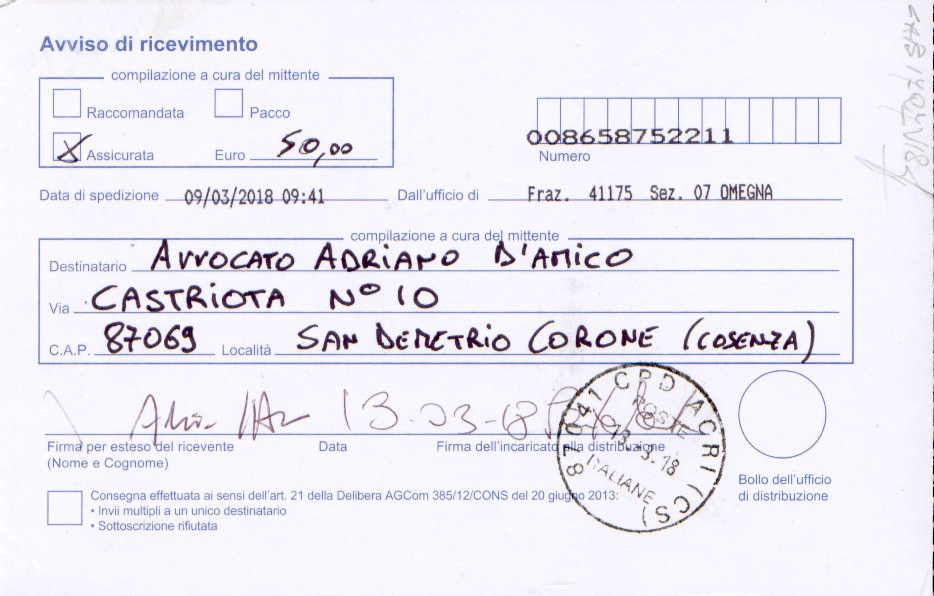 Avviso di ricevimento
compilazione a cura del mittente
Raccomandata Pacco
X Assicurata Euro 50,00
008658752211
Numero
Data di spedizione 09/03/2018 09:41 Dall'ufficio di Fraz. 41175 Sez. 07 OMEGNA
compilazione a cura del mittente
Destinatario AVVOCATO ADRIANO D'AMICO
Via CASTRIOTA N° 10
C.A.P. 87069 Località SAN DEMETRIO CORONE (COSENZA)
13-03-18
Firma per esteso del ricevente Data Firma dell'incaricato alla distribuzione
(Nome e Cognome)
87041 CPD ACRI (CS)
POSTE
13.3.18
ITALIANE
Bollo dell'ufficio
di distribuzione
Consegna effettuata ai sensi dell'art. 21 della Delibera AGCom 385/12/CONS del 20 giugno 2013:
• Invii multipli a un unico destinatario
• Sottoscrizione rifiutata